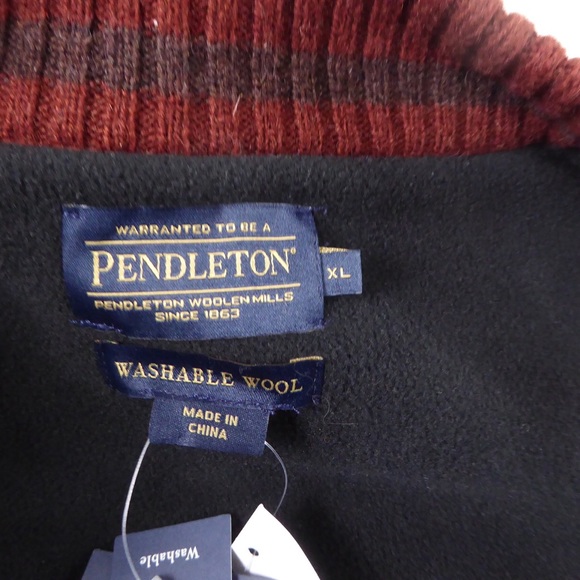 WARRANTED TO BE A
PENDLETON®
PENDLETON WOOLEN MILLS
SINCE 1863
XL
WASHABLE WOOL
MADE IN
CHINA
Washable